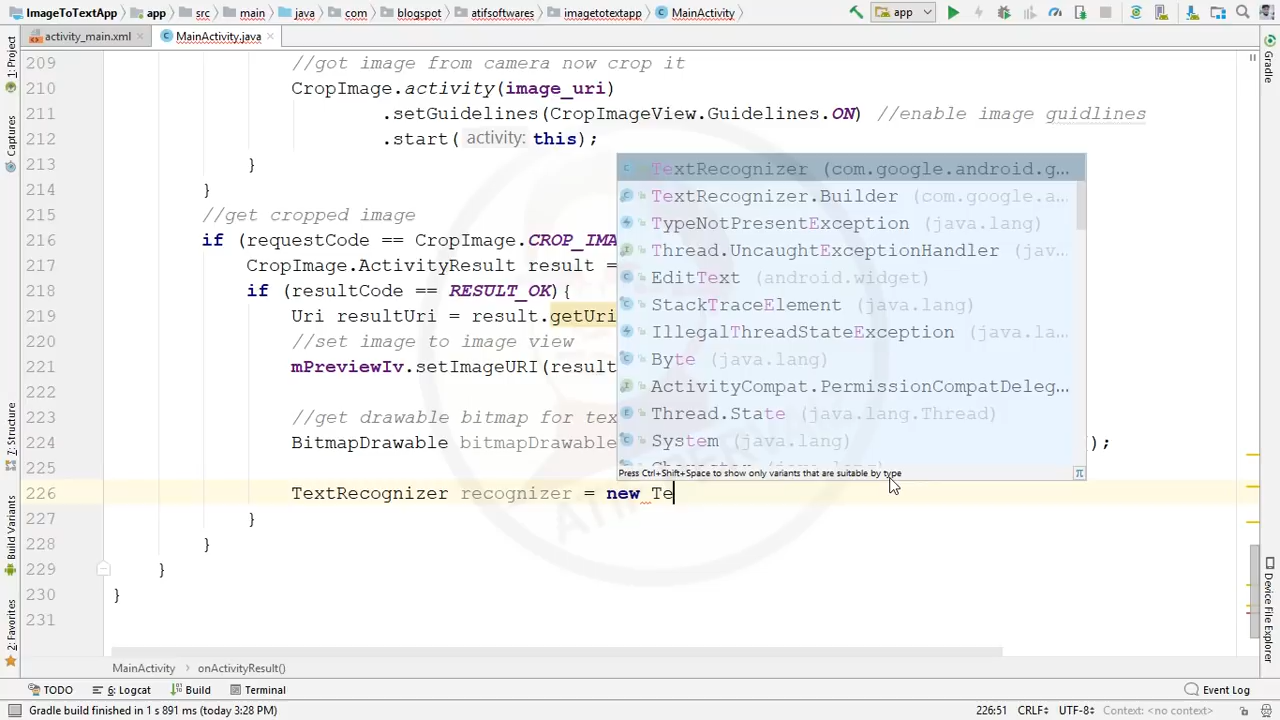 ImageToTextApp app src main java com blogspot atifsoftwares imagetotextapp MainActivity app
activity_main.xml MainActivity.java
1: Project
Captures
7: Structure
Build Variants
2: Favorites
Gradle
Device File Explorer
209 //got image from camera now crop it
210 CropImage.activity(image_uri)
211 .setGuidelines(CropImageView.Guidelines.ON) //enable image guidlines
212 .start( activity: this);
213 }
214 }
215 //get cropped image
216 if (requestCode == CropImage.CROP_IMA
217 CropImage.ActivityResult result =
218 if (resultCode == RESULT_OK){
219 Uri resultUri = result.getUri
220 //set image to image view
221 mPreviewIv.setImageURI(result
222
223 //get drawable bitmap for tex
224 BitmapDrawable bitmapDrawable );
225
226 TextRecognizer recognizer = new Te
227 }
228 }
229 }
230 }
231
TextRecognizer (com.google.android.g...
TextRecognizer.Builder (com.google.a...
TypeNotPresentException (java.lang)
Thread.UncaughtExceptionHandler (jav...
EditText (android.widget)
StackTraceElement (java.lang)
IllegalThreadStateException (java.la...
Byte (java.lang)
ActivityCompat.PermissionCompatDeleg...
Thread.State (java.lang.Thread)
System (java.lang)
Press Ctrl+Shift+Space to show only variants that are suitable by type
MainActivity onActivityResult()
TODO 6: Logcat Build Terminal Event Log
Gradle build finished in 1 s 891 ms (today 3:28 PM) 226:51 CRLF UTF-8 Context: <no context>